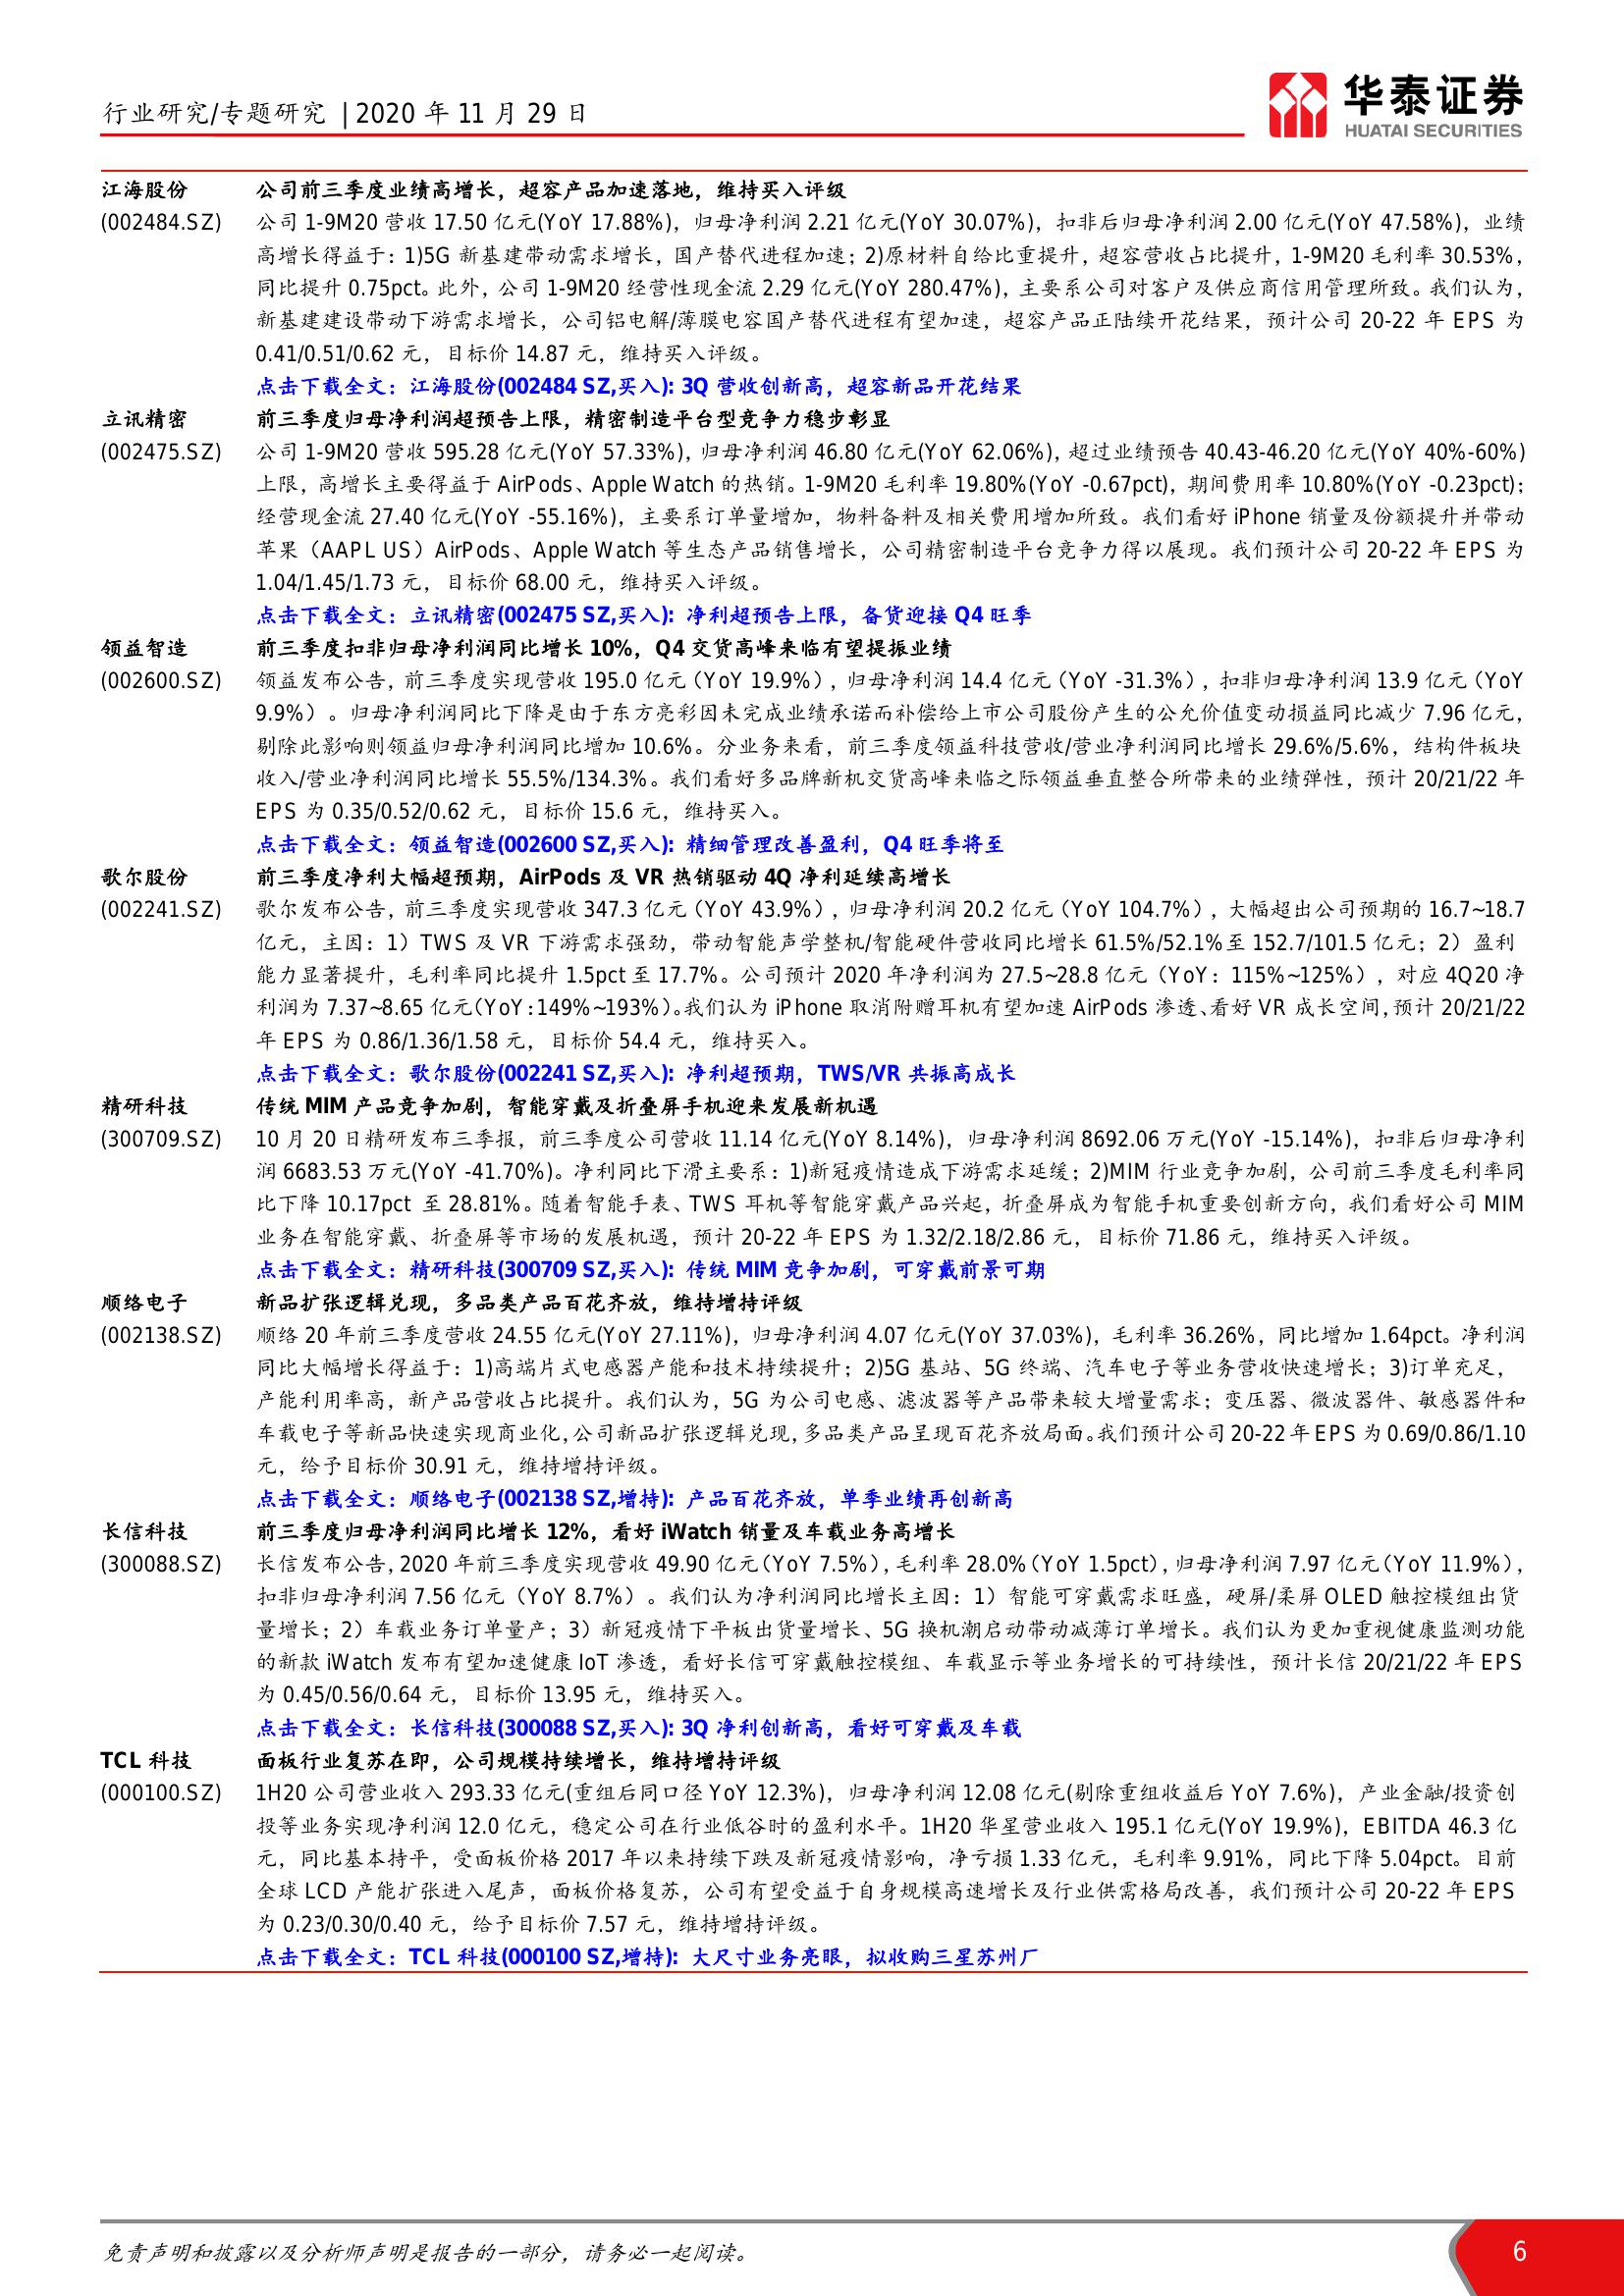 行业研究/专题研究 | 2020 年 11 月 29 日
华泰证券
HUATAI SECURITIES
江海股份 公司前三季度业绩高增长，超容产品加速落地，维持买入评级
(002484.SZ) 公司 1-9M20 营收 17.50 亿元(YoY 17.88%)，归母净利润 2.21 亿元(YoY 30.07%)，扣非后归母净利润 2.00 亿元(YoY 47.58%)，业绩
高增长得益于：1)5G 新基建带动需求增长，国产替代进程加速；2)原材料自给比重提升，超容营收占比提升，1-9M20 毛利率 30.53%，
同比提升 0.75pct。此外，公司 1-9M20 经营性现金流 2.29 亿元(YoY 280.47%)，主要系公司对客户及供应商信用管理所致。我们认为，
新基建建设带动下游需求增长，公司铝电解/薄膜电容国产替代进程有望加速，超容产品正陆续开花结果，预计公司 20-22 年 EPS 为
0.41/0.51/0.62 元，目标价 14.87 元，维持买入评级。
点击下载全文：江海股份(002484 SZ,买入): 3Q 营收创新高，超容新品开花结果
立讯精密 前三季度归母净利润超预告上限，精密制造平台型竞争力稳步彰显
(002475.SZ) 公司 1-9M20 营收 595.28 亿元(YoY 57.33%)，归母净利润 46.80 亿元(YoY 62.06%)，超过业绩预告 40.43-46.20 亿元(YoY 40%-60%)
上限，高增长主要得益于 AirPods、Apple Watch 的热销。1-9M20 毛利率 19.80%(YoY -0.67pct)，期间费用率 10.80%(YoY -0.23pct)；
经营现金流 27.40 亿元(YoY -55.16%)，主要系订单量增加，物料备料及相关费用增加所致。我们看好 iPhone 销量及份额提升并带动
苹果（AAPL US）AirPods、Apple Watch 等生态产品销售增长，公司精密制造平台竞争力得以展现。我们预计公司 20-22 年 EPS 为
1.04/1.45/1.73 元，目标价 68.00 元，维持买入评级。
点击下载全文：立讯精密(002475 SZ,买入): 净利超预告上限，备货迎接 Q4 旺季
领益智造 前三季度扣非归母净利润同比增长 10%，Q4 交货高峰来临有望提振业绩
(002600.SZ) 领益发布公告，前三季度实现营收 195.0 亿元（YoY 19.9%），归母净利润 14.4 亿元（YoY -31.3%），扣非归母净利润 13.9 亿元（YoY
9.9%）。归母净利润同比下降是由于东方亮彩因未完成业绩承诺而补偿给上市公司股份产生的公允价值变动损益同比减少 7.96 亿元，
剔除此影响则领益归母净利润同比增加 10.6%。分业务来看，前三季度领益科技营收/营业净利润同比增长 29.6%/5.6%，结构件板块
收入/营业净利润同比增长 55.5%/134.3%。我们看好多品牌新机交货高峰来临之际领益垂直整合所带来的业绩弹性，预计 20/21/22 年
EPS 为 0.35/0.52/0.62 元，目标价 15.6 元，维持买入。
点击下载全文：领益智造(002600 SZ,买入): 精细管理改善盈利，Q4 旺季将至
歌尔股份 前三季度净利大幅超预期，AirPods 及 VR 热销驱动 4Q 净利延续高增长
(002241.SZ) 歌尔发布公告，前三季度实现营收 347.3 亿元（YoY 43.9%），归母净利润 20.2 亿元（YoY 104.7%），大幅超出公司预期的 16.7~18.7
亿元，主因：1）TWS 及 VR 下游需求强劲，带动智能声学整机/智能硬件营收同比增长 61.5%/52.1%至 152.7/101.5 亿元；2）盈利
能力显著提升，毛利率同比提升 1.5pct 至 17.7%。公司预计 2020 年净利润为 27.5~28.8 亿元（YoY：115%~125%），对应 4Q20 净
利润为 7.37~8.65 亿元（YoY：149%~193%）。我们认为 iPhone 取消附赠耳机有望加速 AirPods 渗透、看好 VR 成长空间，预计 20/21/22
年 EPS 为 0.86/1.36/1.58 元，目标价 54.4 元，维持买入。
点击下载全文：歌尔股份(002241 SZ,买入): 净利超预期，TWS/VR 共振高成长
精研科技 传统 MIM 产品竞争加剧，智能穿戴及折叠屏手机迎来发展新机遇
(300709.SZ) 10 月 20 日精研发布三季报，前三季度公司营收 11.14 亿元(YoY 8.14%)，归母净利润 8692.06 万元(YoY -15.14%)，扣非后归母净利
润 6683.53 万元(YoY -41.70%)。净利同比下滑主要系：1)新冠疫情造成下游需求延缓；2)MIM 行业竞争加剧，公司前三季度毛利率同
比下降 10.17pct 至 28.81%。随着智能手表、TWS 耳机等智能穿戴产品兴起，折叠屏成为智能手机重要创新方向，我们看好公司 MIM
业务在智能穿戴、折叠屏等市场的发展机遇，预计 20-22 年 EPS 为 1.32/2.18/2.86 元，目标价 71.86 元，维持买入评级。
点击下载全文：精研科技(300709 SZ,买入): 传统 MIM 竞争加剧，可穿戴前景可期
顺络电子 新品扩张逻辑兑现，多品类产品百花齐放，维持增持评级
(002138.SZ) 顺络 20 年前三季度营收 24.55 亿元(YoY 27.11%)，归母净利润 4.07 亿元(YoY 37.03%)，毛利率 36.26%，同比增加 1.64pct。净利润
同比大幅增长得益于：1)高端片式电感器产能和技术持续提升；2)5G 基站、5G 终端、汽车电子等业务营收快速增长；3)订单充足，
产能利用率高，新产品营收占比提升。我们认为，5G 为公司电感、滤波器等产品带来较大增量需求；变压器、微波器件、敏感器件和
车载电子等新品快速实现商业化，公司新品扩张逻辑兑现，多品类产品呈现百花齐放局面。我们预计公司 20-22 年 EPS 为 0.69/0.86/1.10
元，给予目标价 30.91 元，维持增持评级。
点击下载全文：顺络电子(002138 SZ,增持): 产品百花齐放，单季业绩再创新高
长信科技 前三季度归母净利润同比增长 12%，看好 iWatch 销量及车载业务高增长
(300088.SZ) 长信发布公告，2020 年前三季度实现营收 49.90 亿元（YoY 7.5%），毛利率 28.0%（YoY 1.5pct），归母净利润 7.97 亿元（YoY 11.9%），
扣非归母净利润 7.56 亿元（YoY 8.7%）。我们认为净利润同比增长主因：1）智能可穿戴需求旺盛，硬屏/柔屏 OLED 触控模组出货
量增长；2）车载业务订单量产；3）新冠疫情下平板出货量增长、5G 换机潮启动带动减薄订单增长。我们认为更加重视健康监测功能
的新款 iWatch 发布有望加速健康 IoT 渗透，看好长信可穿戴触控模组、车载显示等业务增长的可持续性，预计长信 20/21/22 年 EPS
为 0.45/0.56/0.64 元，目标价 13.95 元，维持买入。
点击下载全文：长信科技(300088 SZ,买入): 3Q 净利创新高，看好可穿戴及车载
TCL 科技 面板行业复苏在即，公司规模持续增长，维持增持评级
(000100.SZ) 1H20 公司营业收入 293.33 亿元(重组后同口径 YoY 12.3%)，归母净利润 12.08 亿元(剔除重组收益后 YoY 7.6%)，产业金融/投资创
投等业务实现净利润 12.0 亿元，稳定公司在行业低谷时的盈利水平。1H20 华星营业收入 195.1 亿元(YoY 19.9%)，EBITDA 46.3 亿
元，同比基本持平，受面板价格 2017 年以来持续下跌及新冠疫情影响，净亏损 1.33 亿元，毛利率 9.91%，同比下降 5.04pct。目前
全球 LCD 产能扩张进入尾声，面板价格复苏，公司有望受益于自身规模高速增长及行业供需格局改善，我们预计公司 20-22 年 EPS
为 0.23/0.30/0.40 元，给予目标价 7.57 元，维持增持评级。
点击下载全文：TCL 科技(000100 SZ,增持): 大尺寸业务亮眼，拟收购三星苏州厂
免责声明和披露以及分析师声明是报告的一部分，请务必一起阅读。
6